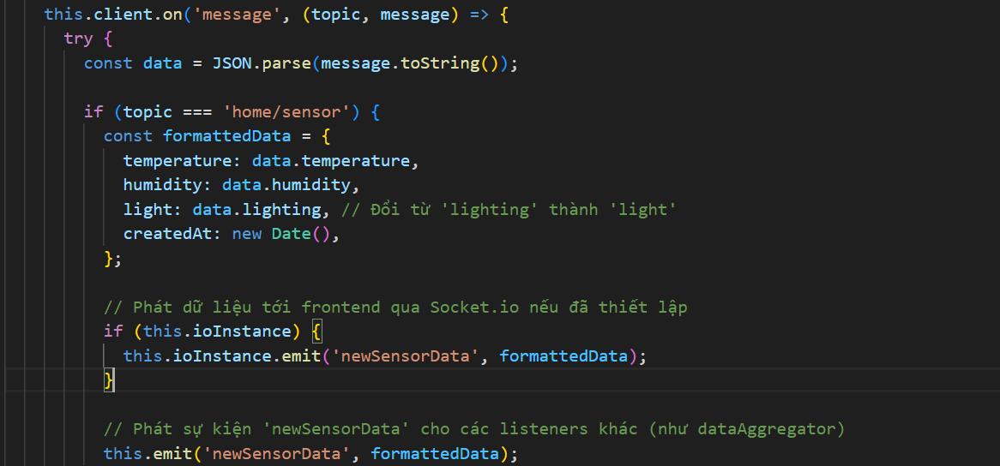 this.client.on('message', (topic, message) => {
try {
const data = JSON.parse(message.toString());
if (topic === 'home/sensor') {
const formattedData = {
temperature: data.temperature,
humidity: data.humidity,
light: data.lighting, // Đổi từ 'lighting' thành 'light'
createdAt: new Date(),
};
// Phát dữ liệu tới frontend qua Socket.io nếu đã thiết lập
if (this.ioInstance) {
this.ioInstance.emit('newSensorData', formattedData);
}
// Phát sự kiện 'newSensorData' cho các listeners khác (như dataAggregator)
this.emit('newSensorData', formattedData);